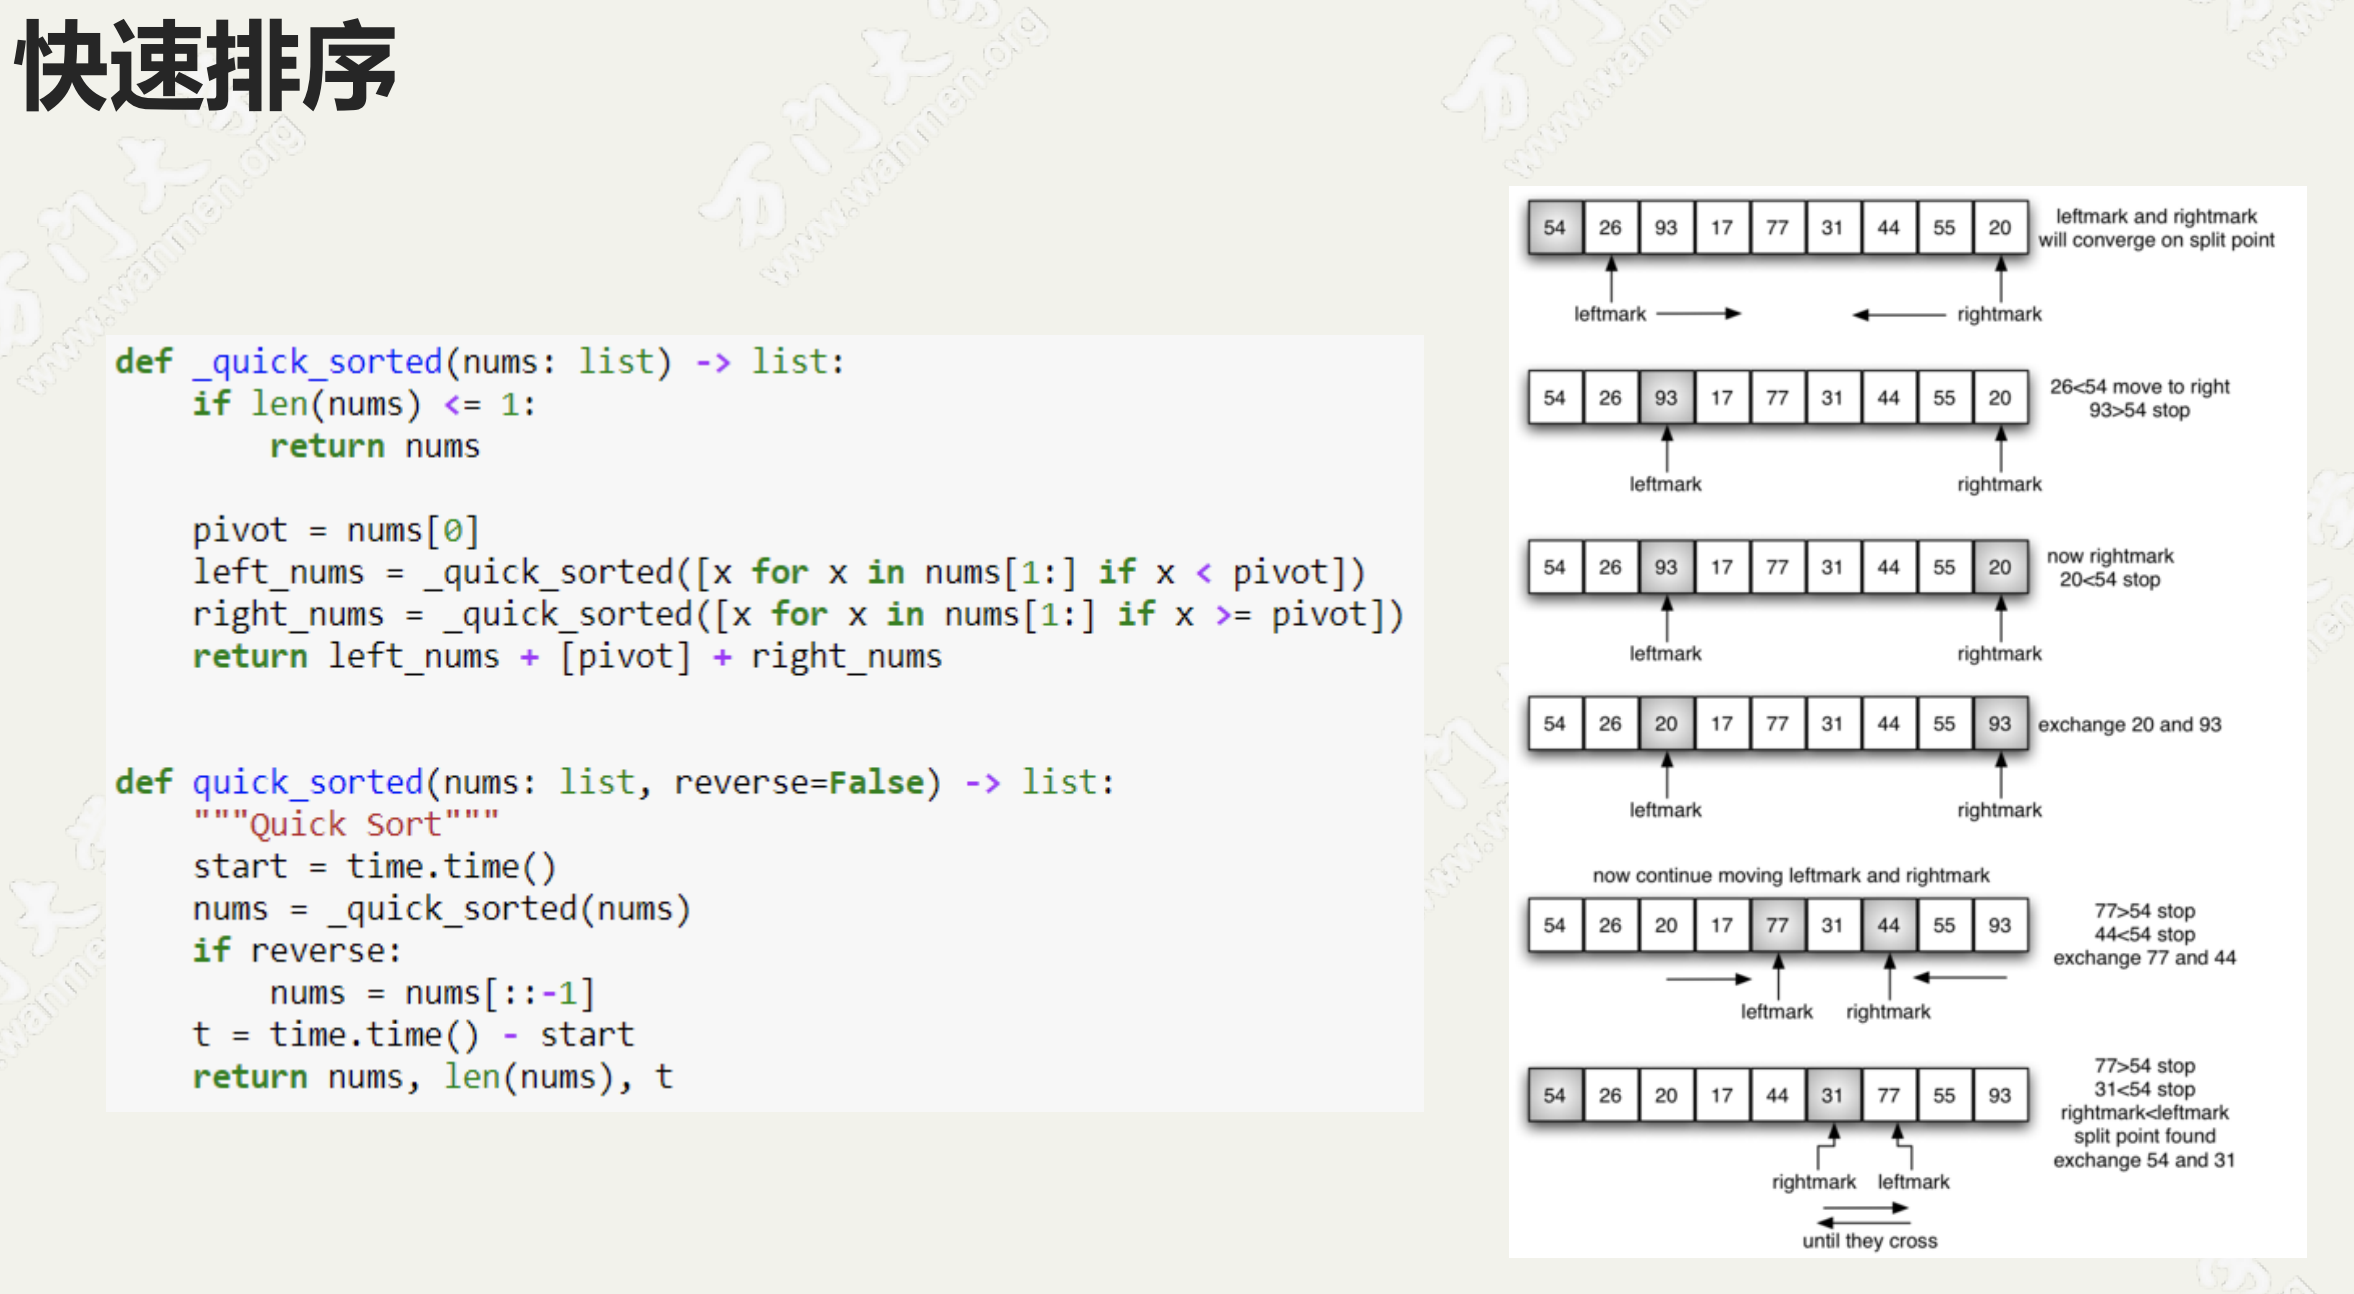 快速排序
def _quick_sorted(nums: list) -> list:
    if len(nums) <= 1:
        return nums
    pivot = nums[0]
    left_nums = _quick_sorted([x for x in nums[1:] if x < pivot])
    right_nums = _quick_sorted([x for x in nums[1:] if x >= pivot])
    return left_nums + [pivot] + right_nums
def quick_sorted(nums: list, reverse=False) -> list:
    """Quick Sort"""
    start = time.time()
    nums = _quick_sorted(nums)
    if reverse:
        nums = nums[::-1]
    t = time.time() - start
    return nums, len(nums), t
54 26 93 17 77 31 44 55 20
leftmark and rightmark
will converge on split point
leftmark rightmark
54 26 93 17 77 31 44 55 20
26<54 move to right
93>54 stop
leftmark rightmark
54 26 93 17 77 31 44 55 20
now rightmark
20<54 stop
leftmark rightmark
54 26 20 17 77 31 44 55 93
exchange 20 and 93
leftmark rightmark
now continue moving leftmark and rightmark
54 26 20 17 77 31 44 55 93
77>54 stop
44<54 stop
exchange 77 and 44
leftmark rightmark
54 26 20 17 44 31 77 55 93
77>54 stop
31<54 stop
rightmark<leftmark
split point found
exchange 54 and 31
rightmark leftmark
until they cross
万门大学
www.wanmen.org